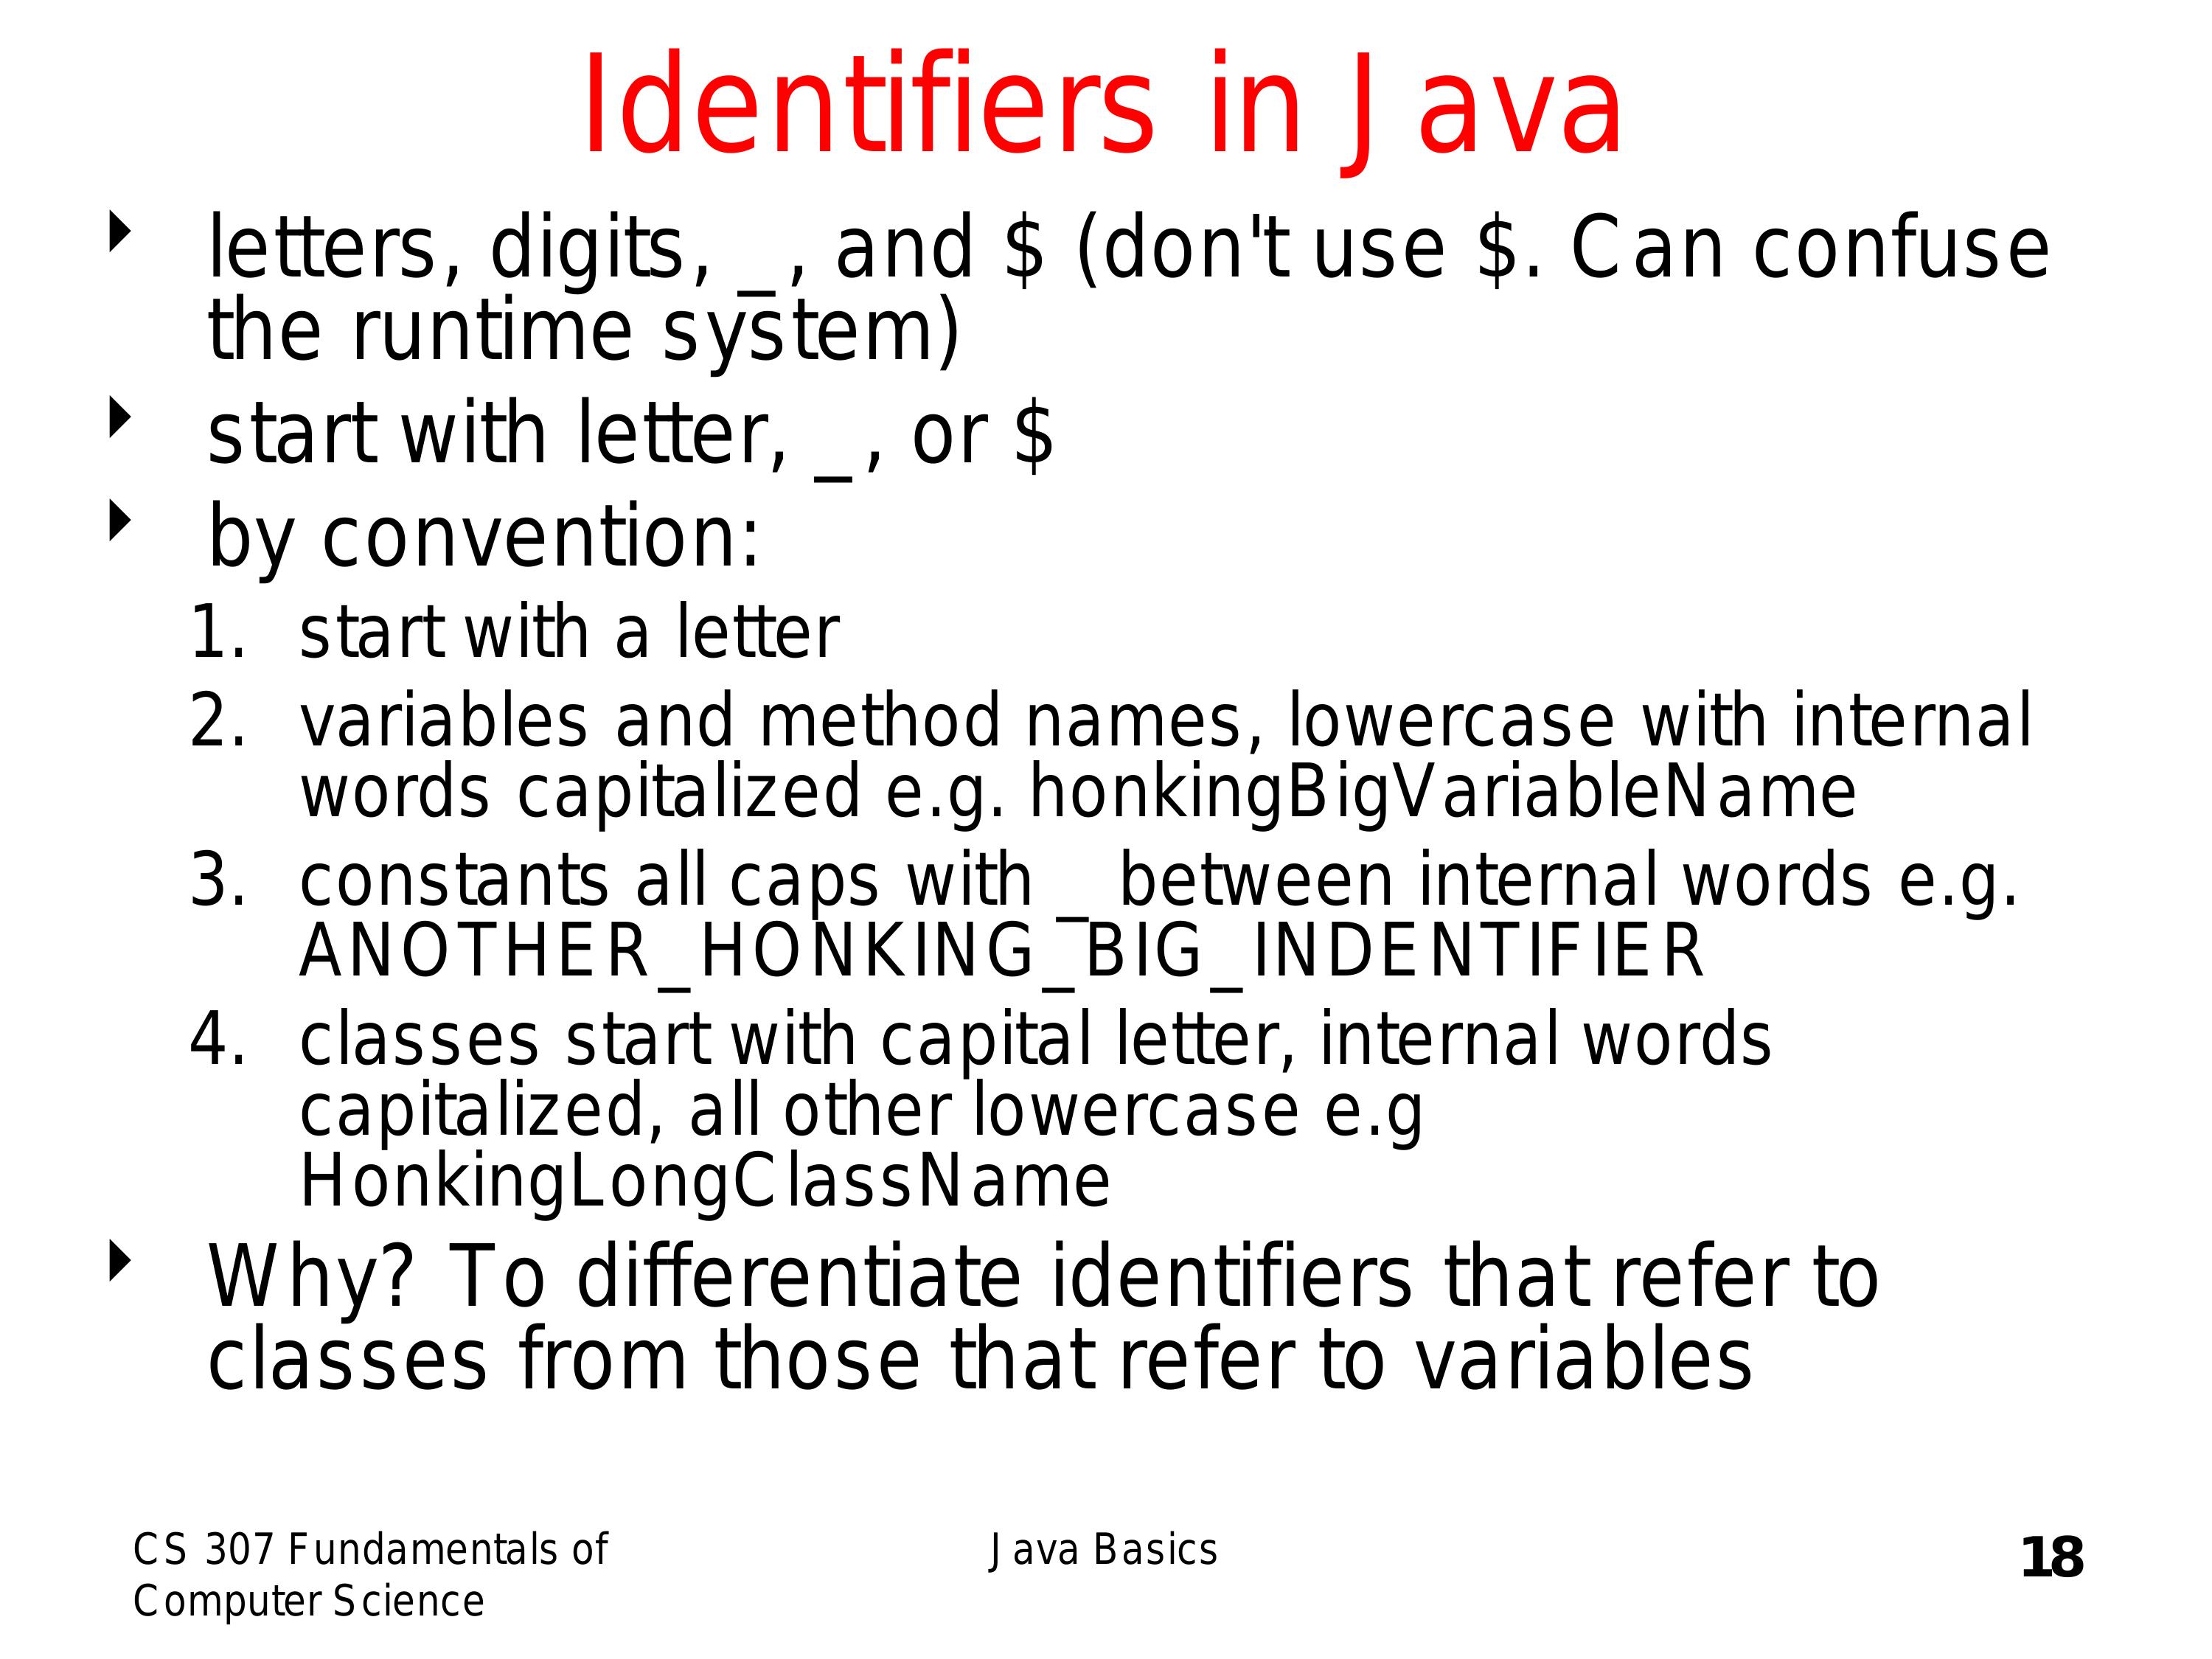 Identifiers in Java
letters, digits, _, and $ (don't use $. Can confuse
the runtime system)
start with letter, _, or $
by convention:
1. start with a letter
2. variables and method names, lowercase with internal
words capitalized e.g. honkingBigVariableName
3. constants all caps with _ between internal words e.g.
ANOTHER_HONKING_BIG_INDENTIFIER
4. classes start with capital letter, internal words
capitalized, all other lowercase e.g
HonkingLongClassName
Why? To differentiate identifiers that refer to
classes from those that refer to variables
CS 307 Fundamentals of
Computer Science
Java Basics
18